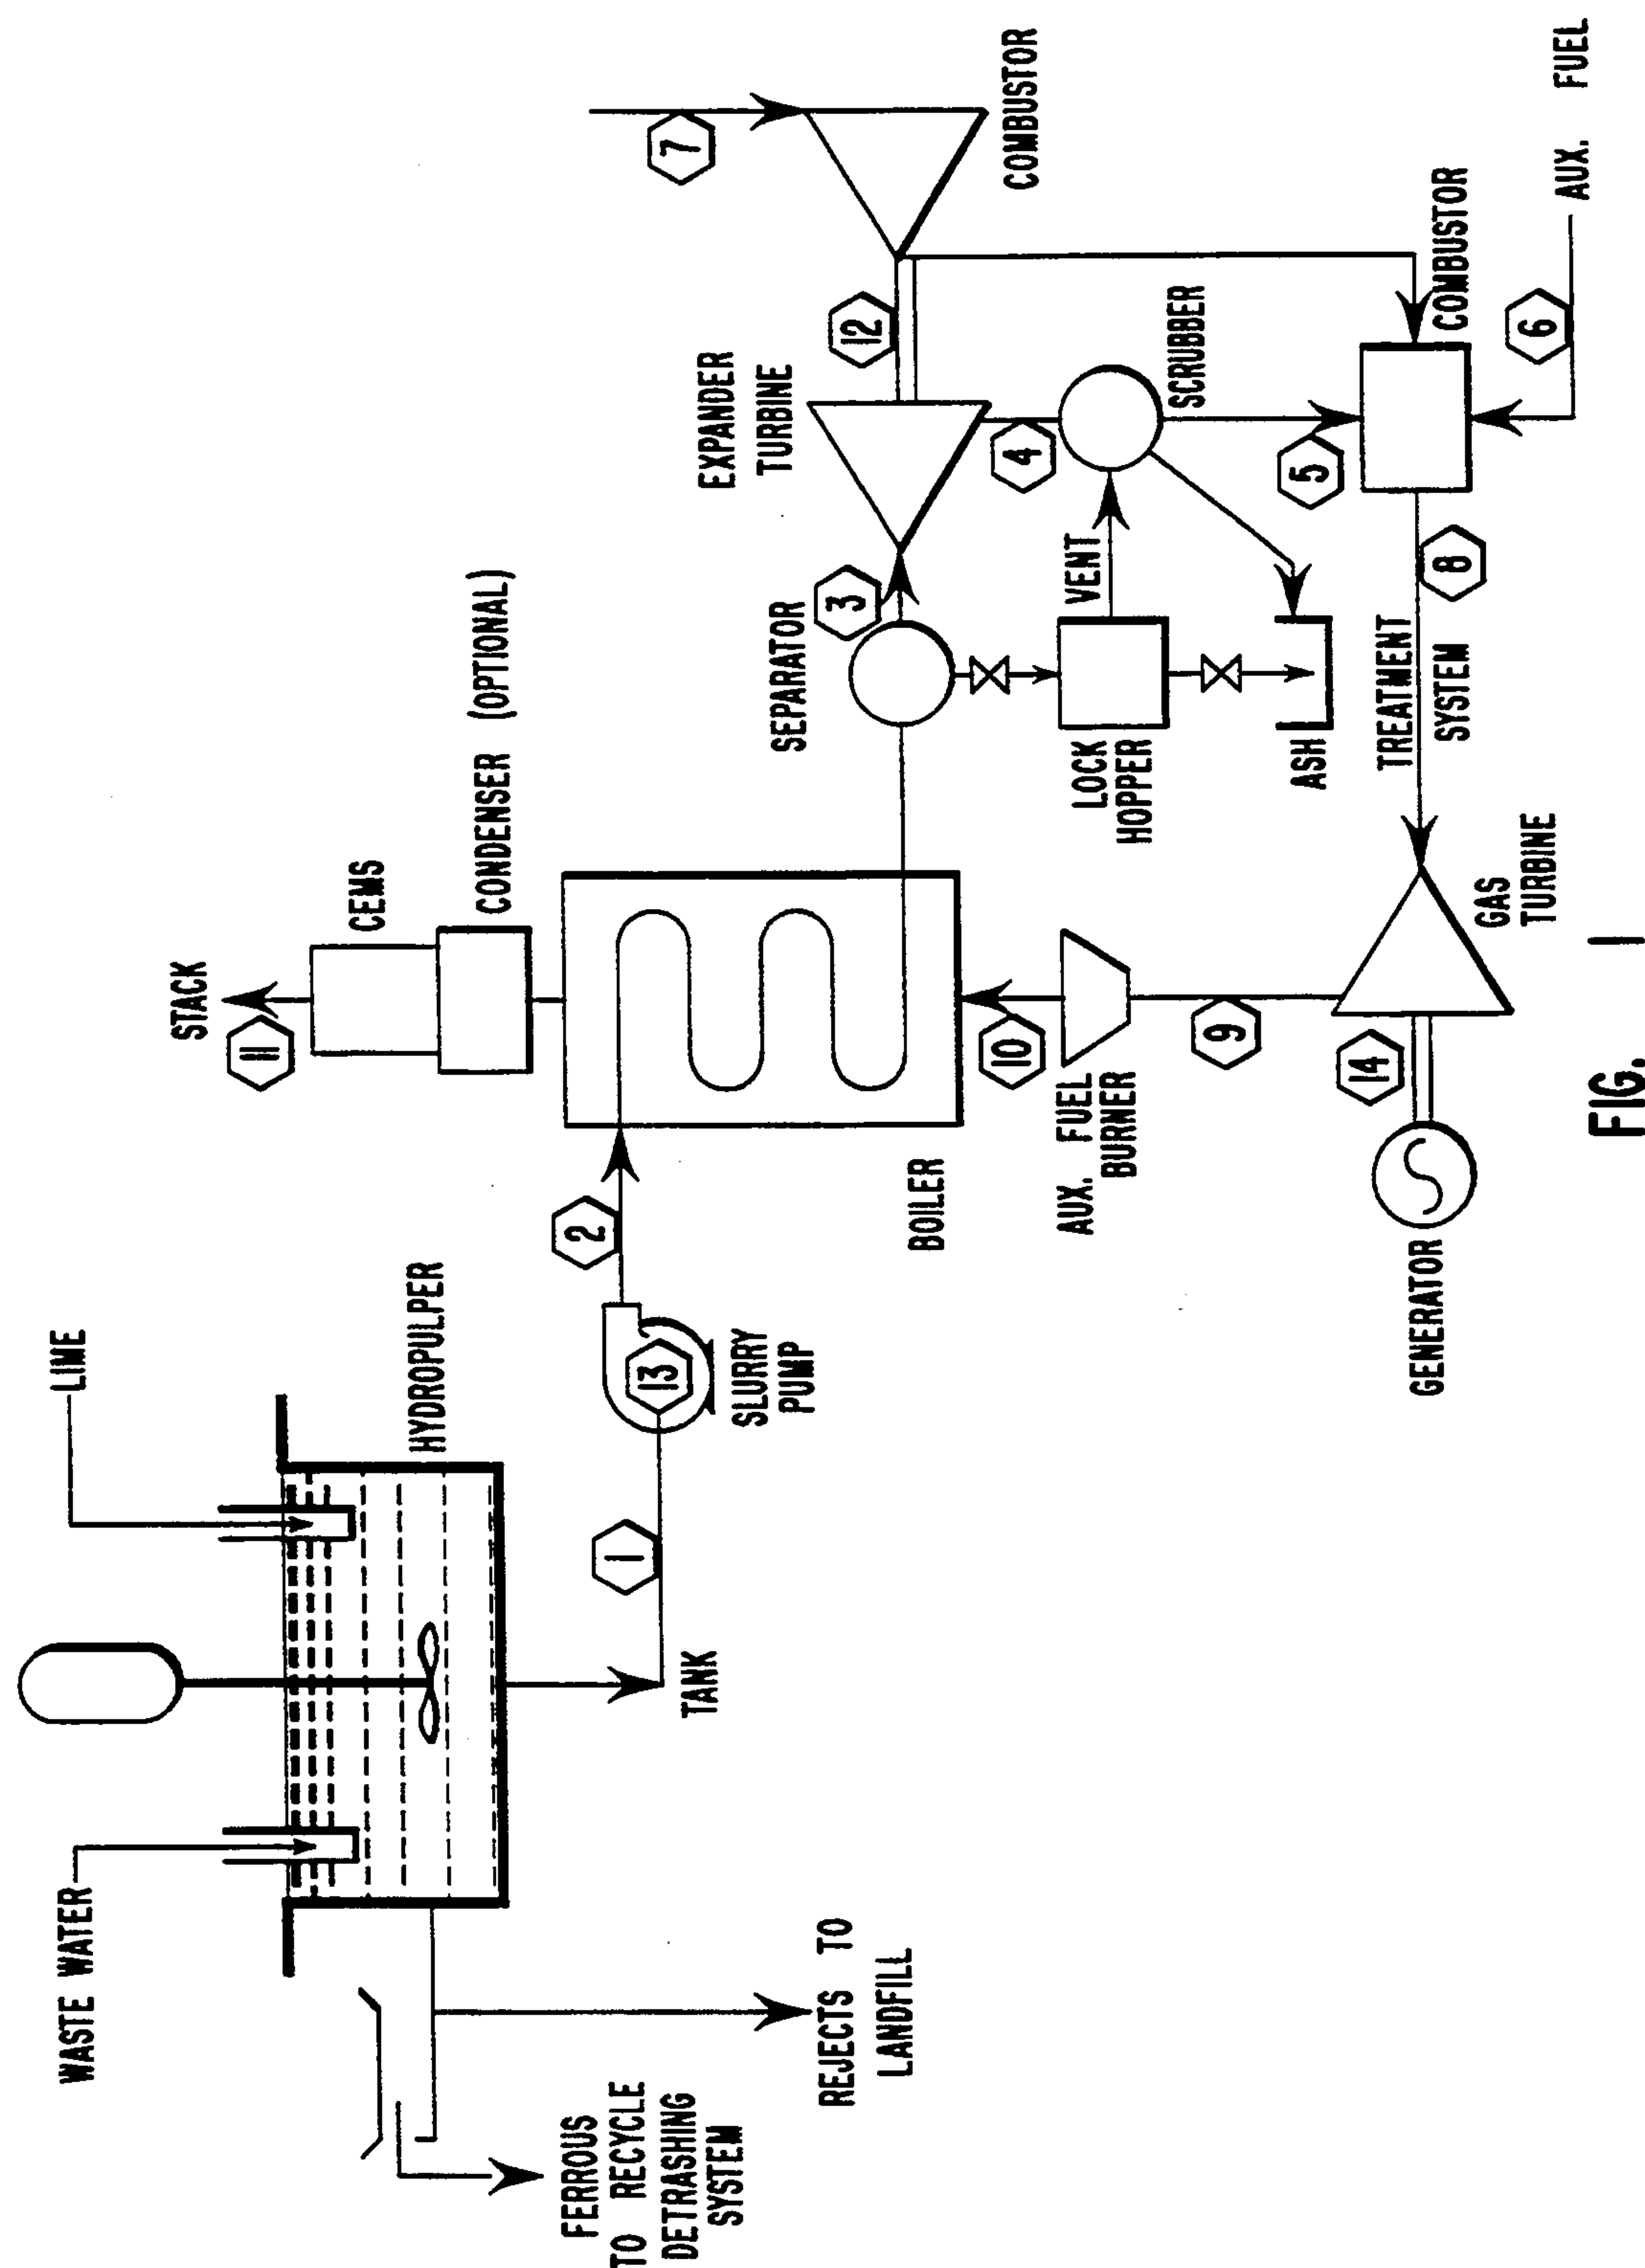 WASTE WATER
LIME
HYDROPULPER
FERROUS
TO RECYCLE
DETRASHING
SYSTEM
REJECTS TO
LANDFILL
TANK
1
13
SLURRY
PUMP
2
STACK
11
CEMS
CONDENSER (OPTIONAL)
BOILER
SEPARATOR
3
EXPANDER
TURBINE
12
7
COMBUSTOR
4
SCRUBBER
VENT
LOCK
HOPPER
ASH
5
COMBUSTOR
6
AUX. FUEL
8
TREATMENT
SYSTEM
GAS
TURBINE
9
10
AUX. FUEL
BURNER
14
GENERATOR
FIG. 1